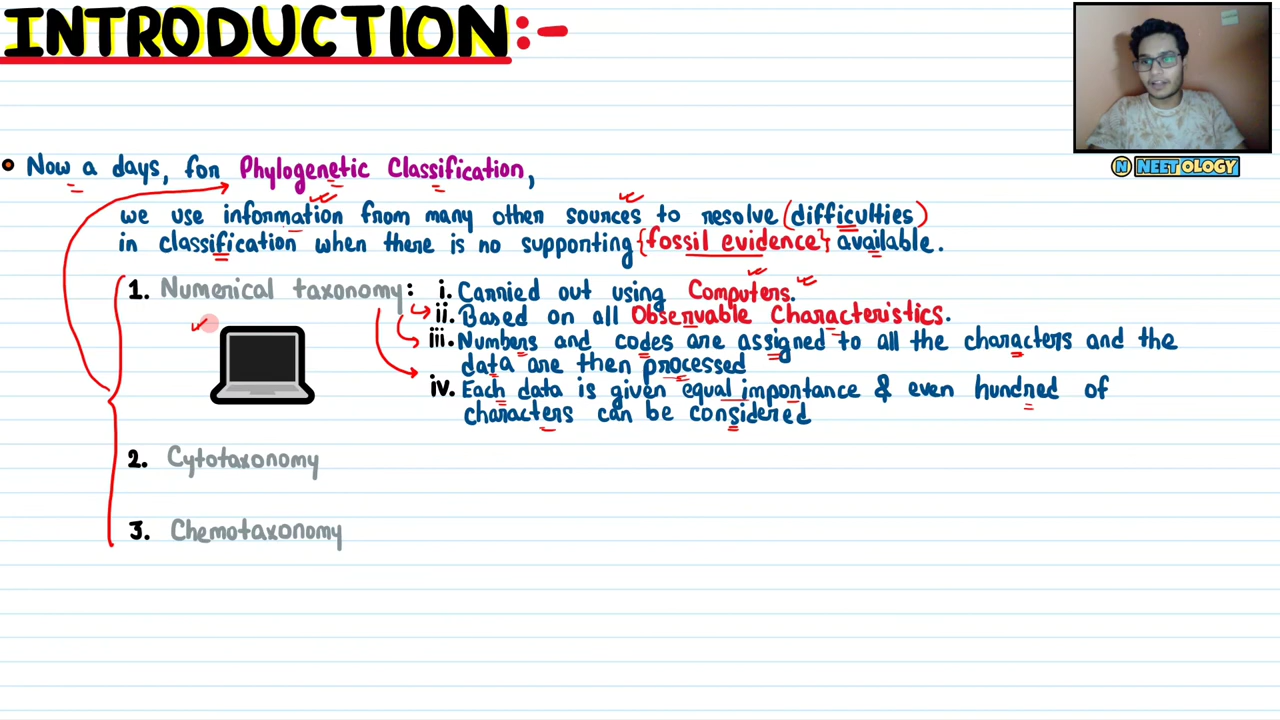 INTRODUCTION:-
N NEETOLOGY
• Now a days, for Phylogenetic Classification,
we use information from many other sources to resolve (difficulties)
in classification when there is no supporting {fossil evidence} available.
1. Numerical taxonomy: i. Carried out using Computers.
ii. Based on all Observable Characteristics.
iii. Numbers and codes are assigned to all the characters and the
data are then processed
iv. Each data is given equal importance & even hundred of
characters can be considered
2. Cytotaxonomy
3. Chemotaxonomy